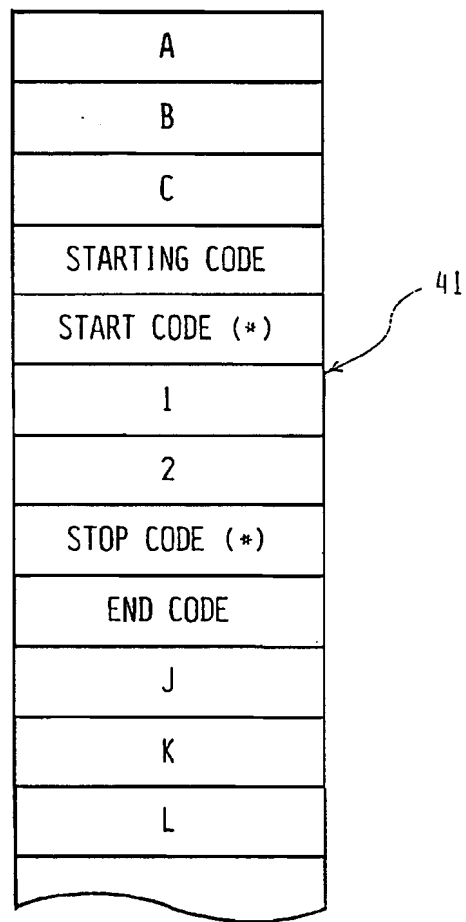 A
B
C
STARTING CODE
START CODE (*)
41
1
2
STOP CODE (*)
END CODE
J
K
L